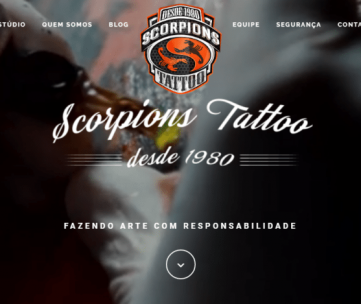 STÚDIO QUEM SOMOS BLOG EQUIPE SEGURANÇA CONTA
DESDE 1980
SCORPIONS
TATTOO
Scorpions Tattoo
desde 1980
FAZENDO ARTE COM RESPONSABILIDADE